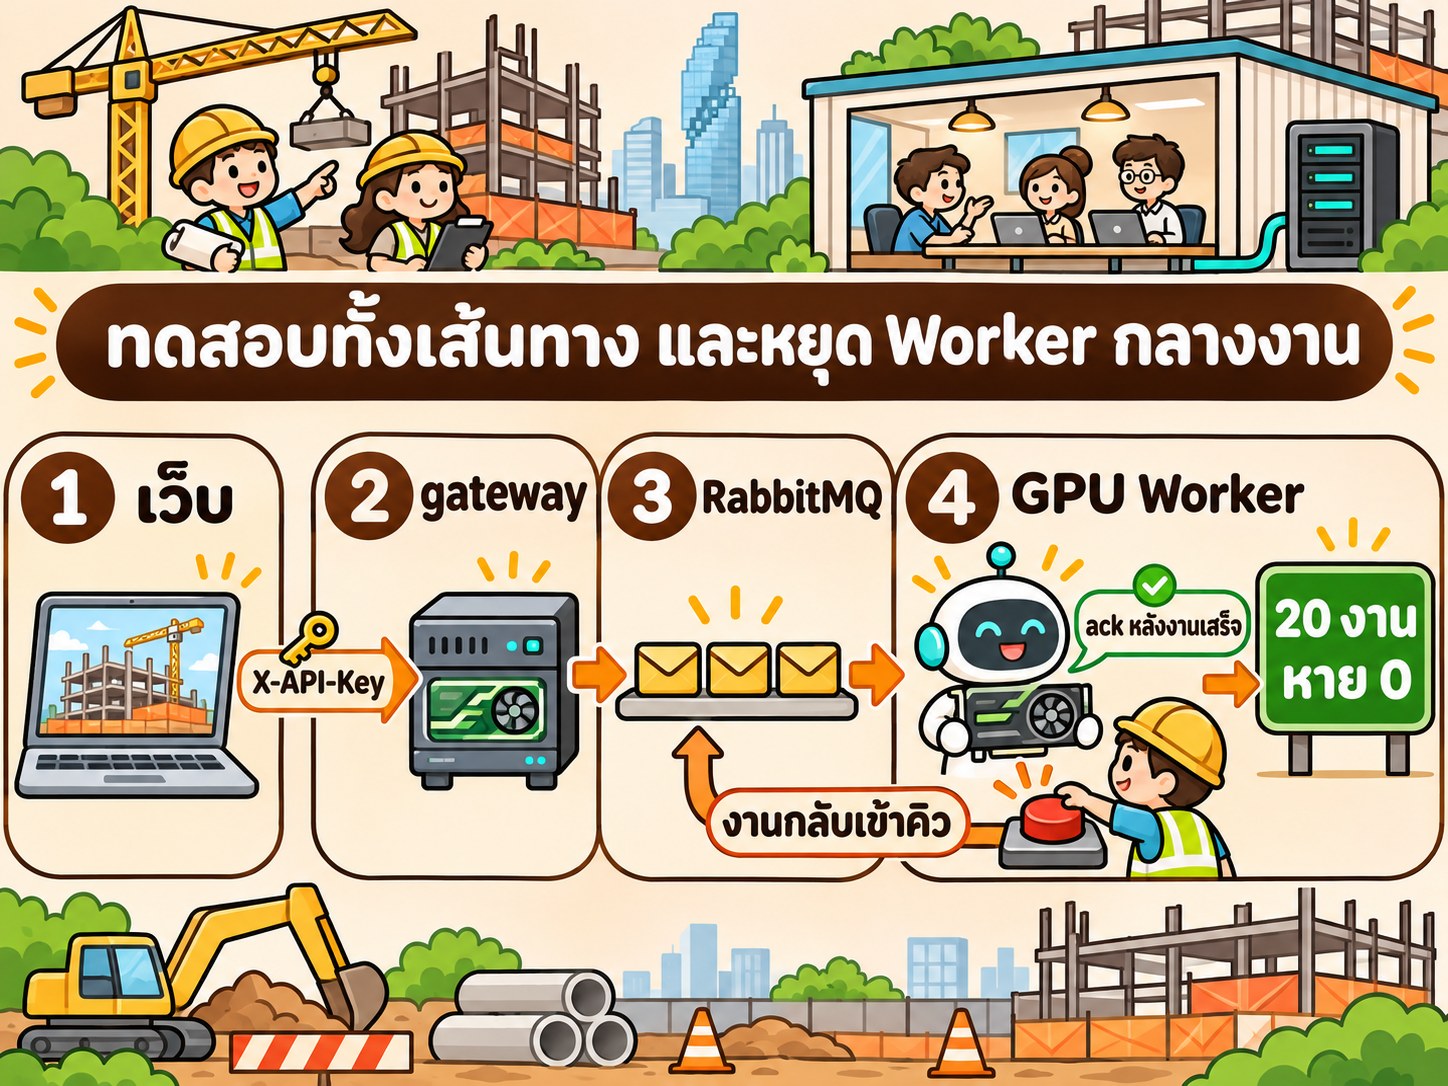 ทดสอบทั้งเส้นทาง และหยุด Worker กลางงาน
1 เว็บ
2 gateway
3 RabbitMQ
4 GPU Worker
X-API-Key
ack หลังงานเสร็จ
20 งาน
หาย 0
งานกลับเข้าคิว